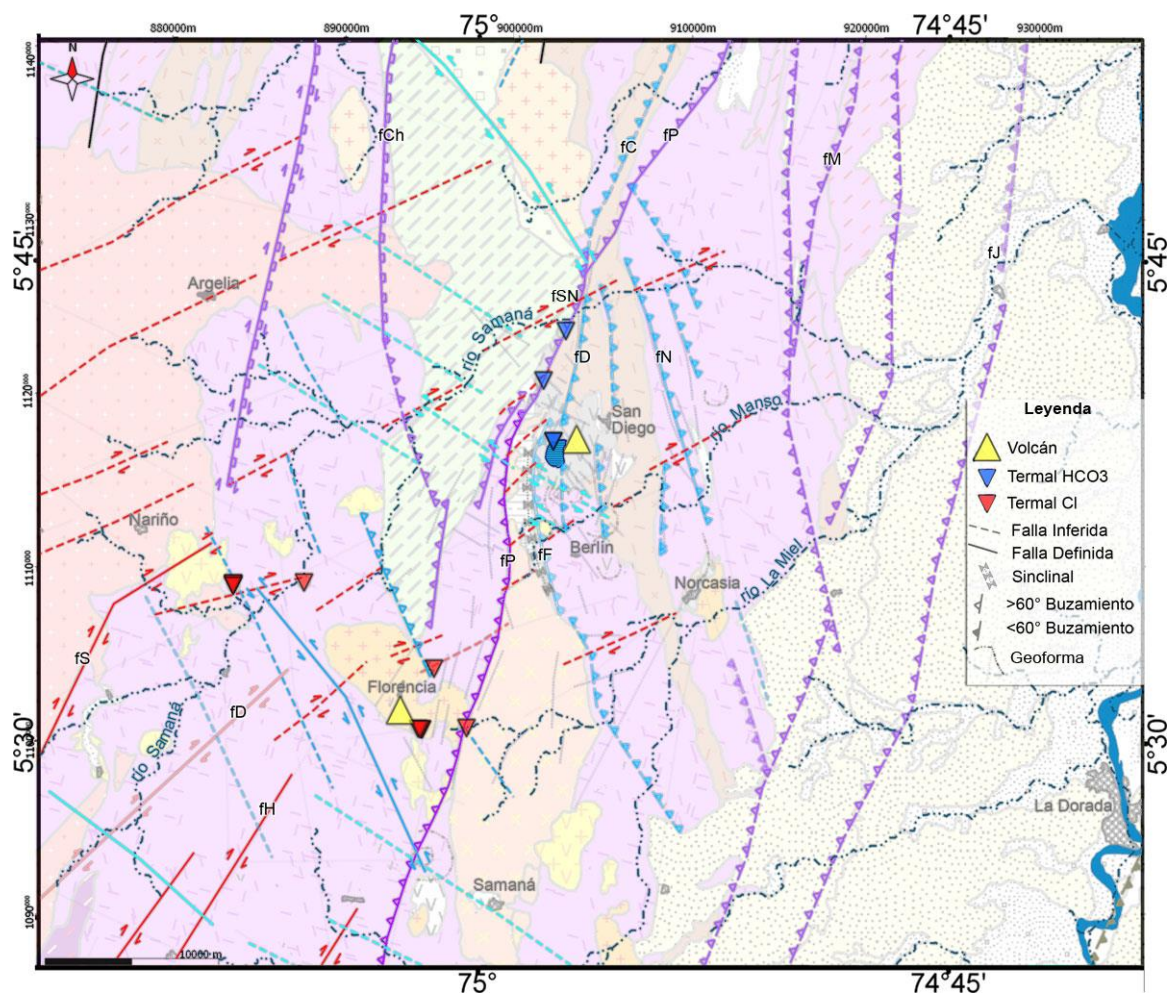 880000m 890000m 75° 900000m 910000m 74°45' 920000m 930000m
N
1140000
fCh
fC
fP
fM
1130000
5°45'
5°45'
fJ
Argelia
fSN
río Samaná
fD
fN
1120000
San
Diego
río Manso
Leyenda
Volcán
Termal HCO3
Termal Cl
Falla Inferida
Falla Definida
Sinclinal
>60° Buzamiento
<60° Buzamiento
Geoforma
Nariño
fP
fF
Berlín
río La Miel
1110000
Norcasia
fS
Floréncia
fD
río Samaná
5°30'
5°30'
fH
La Dorada
Samaná
1090000
10000 m
75°
74°45'